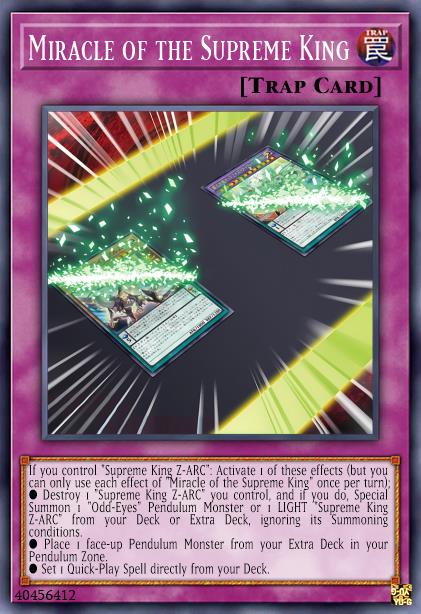 Miracle of the Supreme King
TRAP
罠
[Trap Card]
If you control "Supreme King Z-ARC": Activate 1 of these effects (but you
can only use each effect of "Miracle of the Supreme King" once per turn);
● Destroy 1 "Supreme King Z-ARC" you control, and if you do, Special
Summon 1 "Odd-Eyes" Pendulum Monster or 1 LIGHT "Supreme King
Z-ARC" from your Deck or Extra Deck, ignoring its Summoning
conditions.
● Place 1 face-up Pendulum Monster from your Extra Deck in your
Pendulum Zone.
● Set 1 Quick-Play Spell directly from your Deck.
40456412